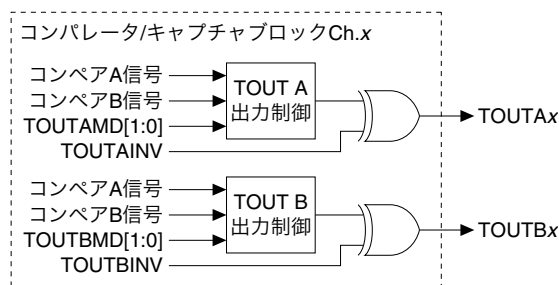 コンパレータ/キャプチャブロックCh.x
コンペアA信号
コンペアB信号
TOUTAMD[1:0]
TOUTAINV
TOUT A
出力制御
TOUTAx
コンペアA信号
コンペアB信号
TOUTBMD[1:0]
TOUTBINV
TOUT B
出力制御
TOUTBx